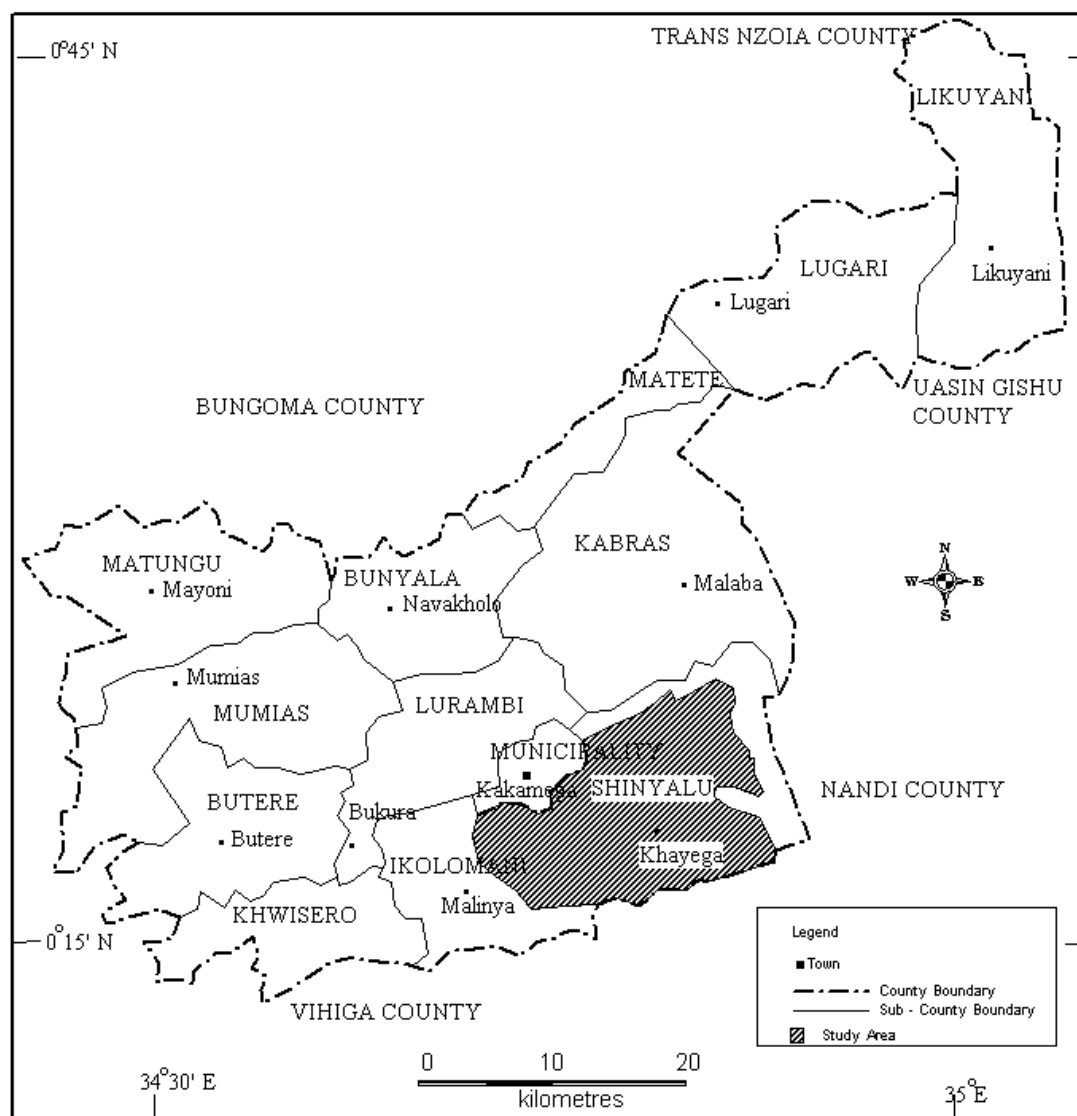 TRANS NZOIA COUNTY
0°45' N
LIKUYANI
LUGARI
Likuyani
Lugari
MATETE
UASIN GISHU
COUNTY
BUNGOMA COUNTY
KABRAS
MATUNGU
BUNYALA
Mayoni
Navakholo
Malaba
N
W
E
S
Mumias
MUMIAS
LURAMBI
MUNICIPALIYY
Kakamega
SHINYALU
NANDI COUNTY
BUTERE
Bukura
Butere
Khayega
IKOLOMANI
Malinya
KHWISERO
0°15' N
VIHIGA COUNTY
Legend
Town
County Boundary
Sub - County Boundary
Study Area
0 10 20
kilometres
34°30' E
35°E